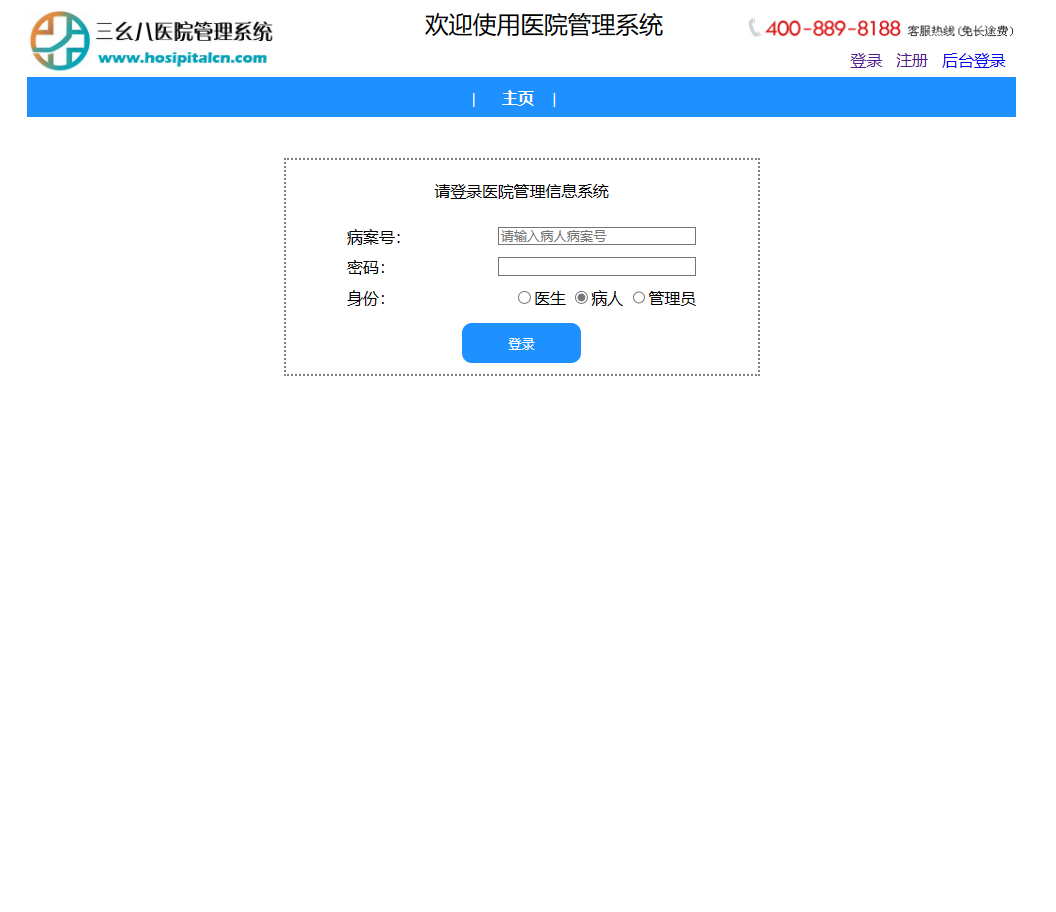 三幺八医院管理系统
www.hosipitalcn.com
欢迎使用医院管理系统
400-889-8188 客服热线(免长途费)
登录 注册 后台登录
| 主页 |
请登录医院管理信息系统
病案号: 请输入病人病案号
密码:
身份: 医生 病人 管理员
登录